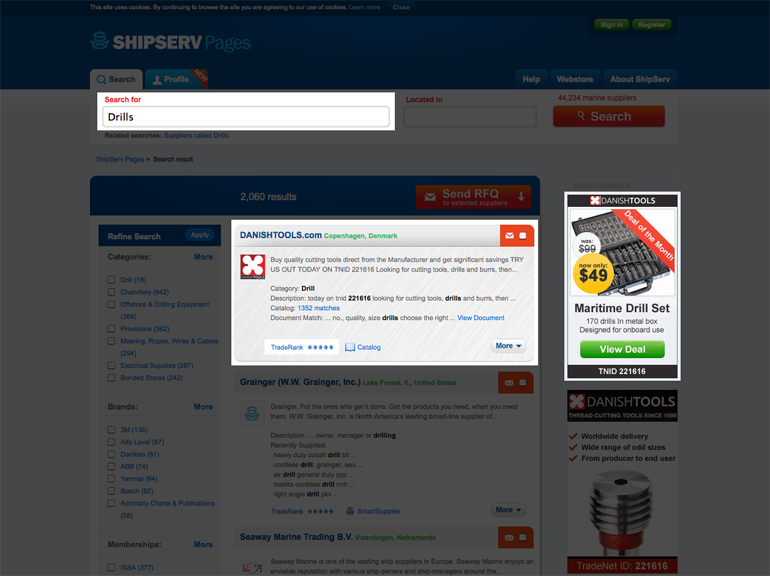 This site uses cookies. By continuing to browse the site you are agreeing to our use of cookies. Learn more Close
Sign in Register
SHIPSERV Pages
Search Profile NEW Help Webstore About ShipServ
Search for Located in 44,234 marine suppliers
Drills Search
Related searches: Suppliers called Drills
ShipServ Pages > Search result
2,060 results Send RFQ
to selected suppliers
Refine Search Apply
Categories: More
Drill (18)
Chandlery (842)
Offshore & Drilling Equipment
(369)
Provisions (362)
Mooring, Ropes, Wires & Cables
(294)
Electrical Supplies (267)
Bonded Stores (242)
Brands: More
3M (138)
Alfa Laval (87)
Danfoss (81)
ABB (74)
Yanmar (64)
Bosch (62)
Admiralty Charts & Publications
(58)
Memberships: More
ISSA (377)
DANISHTOOLS.com Copenhagen, Denmark
DANISHTOOLS
Buy quality cutting tools direct from the Manufacturer and get significant savings TRY
US OUT TODAY ON TNID 221616 Looking for cutting tools, drills and burrs, then...
Category: Drill
Description: today on tnid 221616 looking for cutting tools, drills and burrs, then ...
Catalog: 1352 matches
Document Match: ... no., quality, size drills choose the right ... View Document
TradeRank Catalog More
Grainger (W.W. Grainger, Inc.) Lake Forest, IL, United States
Grainger. For the ones who get it done. Get the products you need, when you need
them. W.W. Grainger, Inc. is North America's leading broad-line supplier of...
Description: ... owner, manager or drilling
Recently Supplied:
heavy duty cobalt drill bit ...
cordless drill, grainger, seu ...
air drill general duty ypp ...
makita cordless drill nnh ...
right angle drill pkv ...
TradeRank SmartSupplier More
Seaway Marine Trading B.V. Vlaardingen, Netherlands
Seaway Marine is one of the leading ship suppliers in Europe. Seaway Marine enjoys an
enviable reputation with various ship owners and ship-managers around the...
DANISHTOOLS
Deal of the Month
was:
$99
now only:
$49
Maritime Drill Set
170 drills in metal box
Designed for onboard use
View Deal
TNID 221616
DANISHTOOLS
THREAD CUTTING TOOLS SINCE 1896
Worldwide delivery
Wide range of odd sizes
From producer to end user
TradeNet ID: 221616